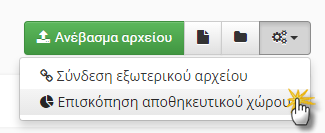 Ανέβασμα αρχείου
Σύνδεση εξωτερικού αρχείου
Επισκόπηση αποθηκευτικού χώρου